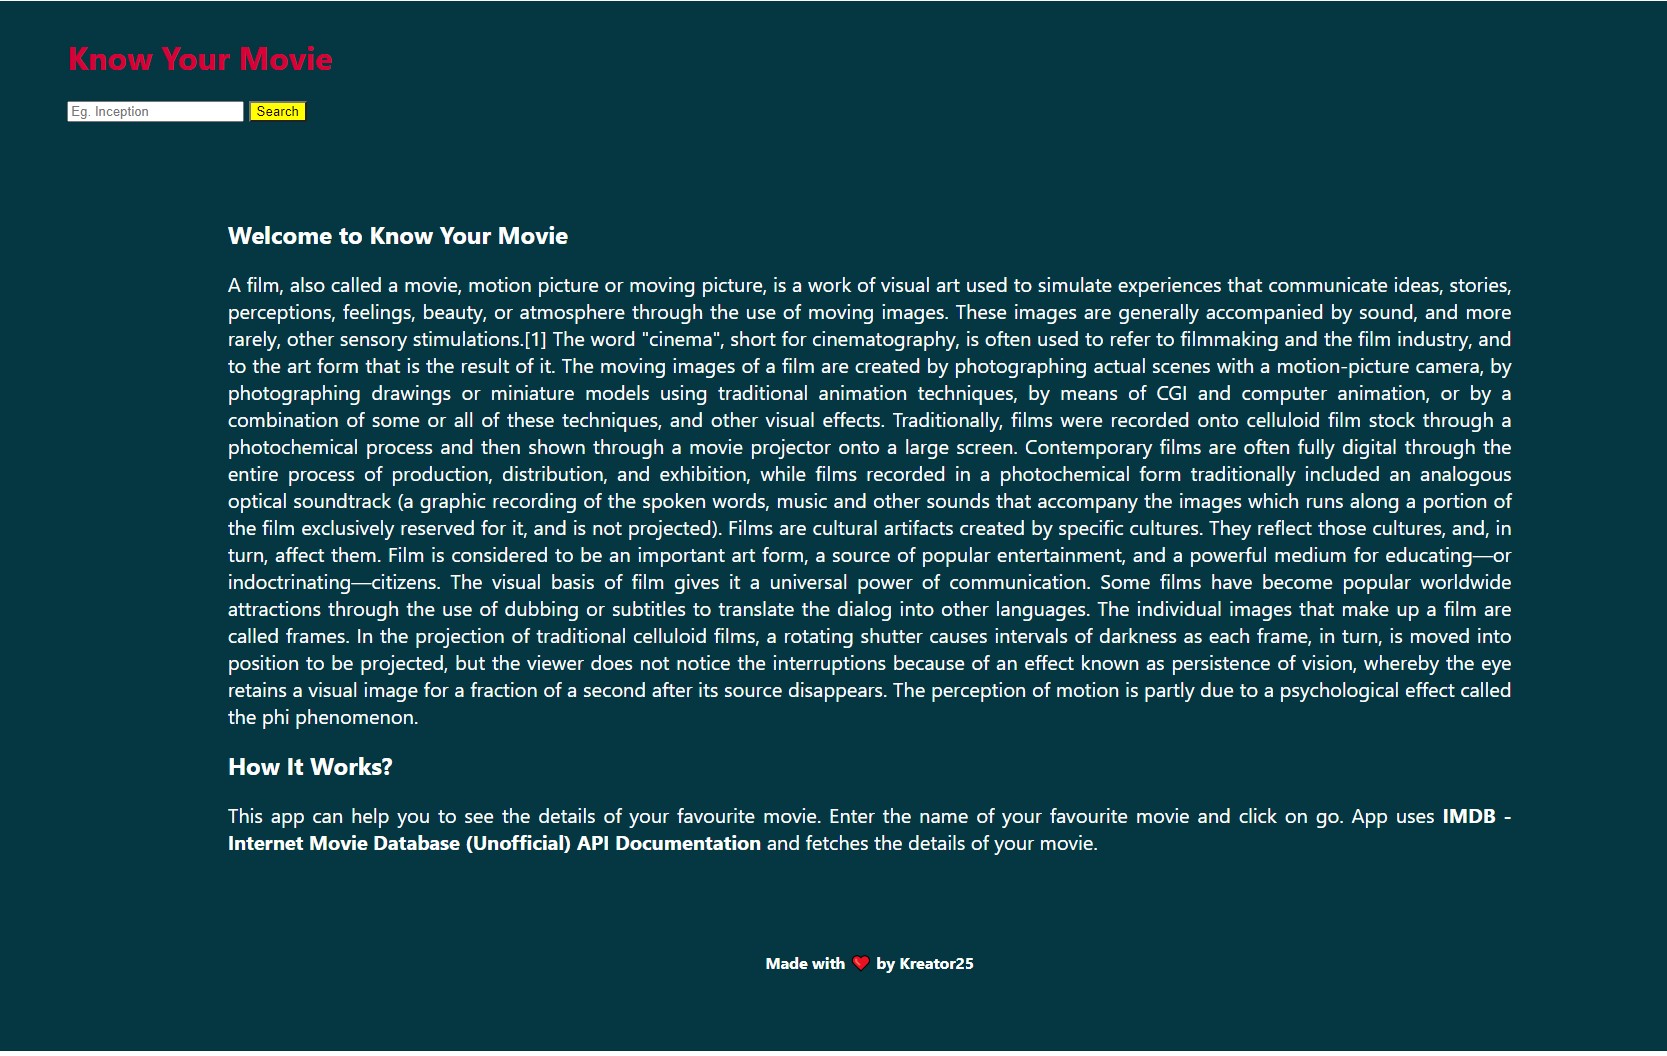 Know Your Movie
Eg. Inception Search
Welcome to Know Your Movie
A film, also called a movie, motion picture or moving picture, is a work of visual art used to simulate experiences that communicate ideas, stories,
perceptions, feelings, beauty, or atmosphere through the use of moving images. These images are generally accompanied by sound, and more
rarely, other sensory stimulations.[1] The word "cinema", short for cinematography, is often used to refer to filmmaking and the film industry, and
to the art form that is the result of it. The moving images of a film are created by photographing actual scenes with a motion-picture camera, by
photographing drawings or miniature models using traditional animation techniques, by means of CGI and computer animation, or by a
combination of some or all of these techniques, and other visual effects. Traditionally, films were recorded onto celluloid film stock through a
photochemical process and then shown through a movie projector onto a large screen. Contemporary films are often fully digital through the
entire process of production, distribution, and exhibition, while films recorded in a photochemical form traditionally included an analogous
optical soundtrack (a graphic recording of the spoken words, music and other sounds that accompany the images which runs along a portion of
the film exclusively reserved for it, and is not projected). Films are cultural artifacts created by specific cultures. They reflect those cultures, and, in
turn, affect them. Film is considered to be an important art form, a source of popular entertainment, and a powerful medium for educating—or
indoctrinating—citizens. The visual basis of film gives it a universal power of communication. Some films have become popular worldwide
attractions through the use of dubbing or subtitles to translate the dialog into other languages. The individual images that make up a film are
called frames. In the projection of traditional celluloid films, a rotating shutter causes intervals of darkness as each frame, in turn, is moved into
position to be projected, but the viewer does not notice the interruptions because of an effect known as persistence of vision, whereby the eye
retains a visual image for a fraction of a second after its source disappears. The perception of motion is partly due to a psychological effect called
the phi phenomenon.
How It Works?
This app can help you to see the details of your favourite movie. Enter the name of your favourite movie and click on go. App uses IMDB -
Internet Movie Database (Unofficial) API Documentation and fetches the details of your movie.
Made with ❤ by Kreator25